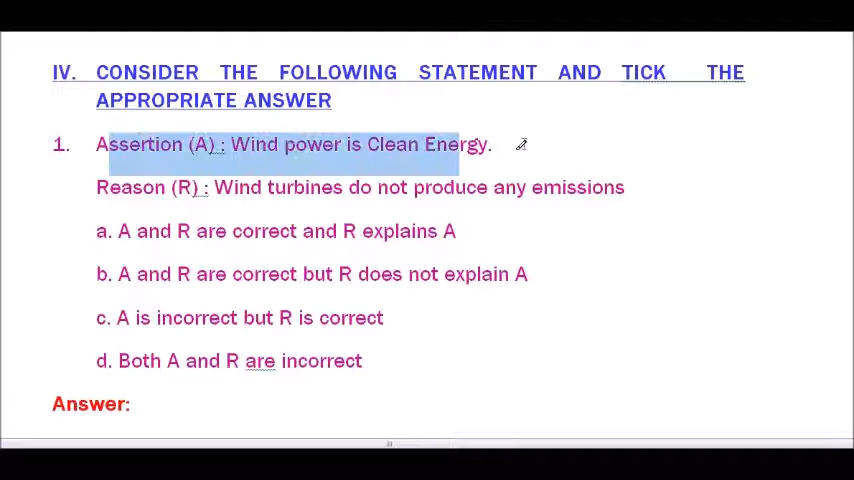 IV. CONSIDER THE FOLLOWING STATEMENT AND TICK THE
APPROPRIATE ANSWER
1. Assertion (A) : Wind power is Clean Energy.
Reason (R) : Wind turbines do not produce any emissions
a. A and R are correct and R explains A
b. A and R are correct but R does not explain A
c. A is incorrect but R is correct
d. Both A and R are incorrect
Answer: